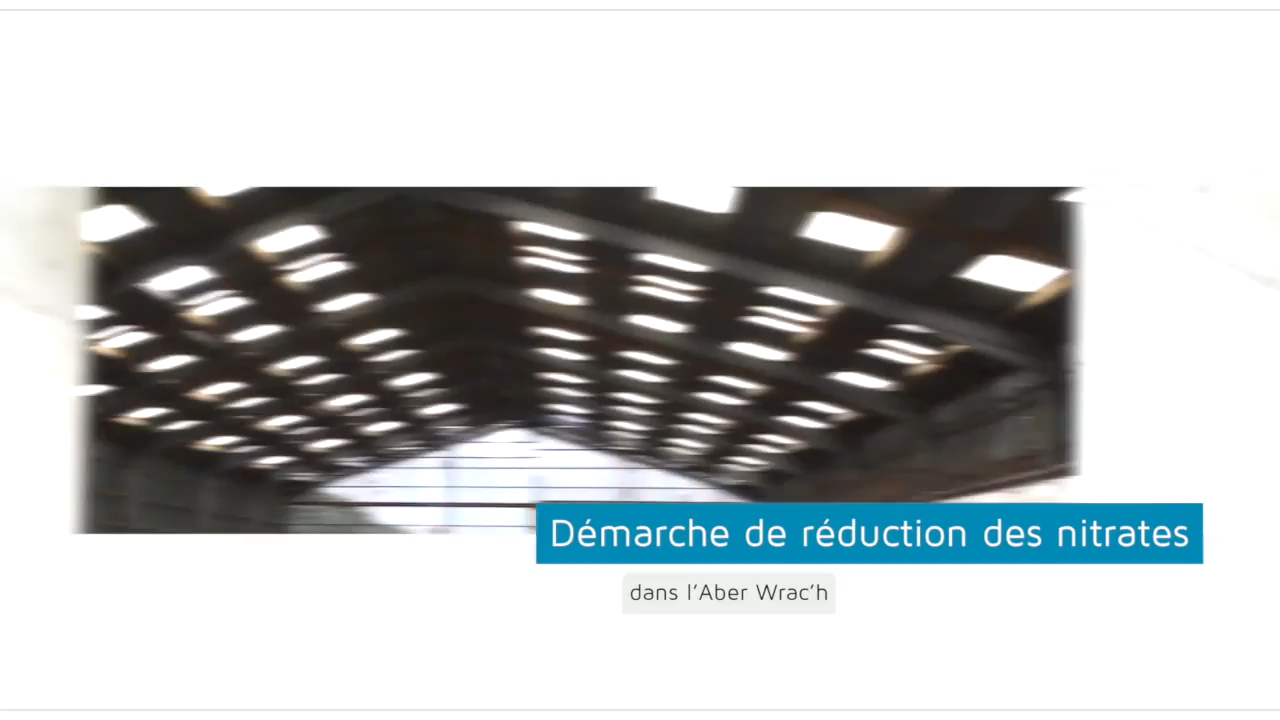 Démarche de réduction des nitrates
dans l’Aber Wrac’h